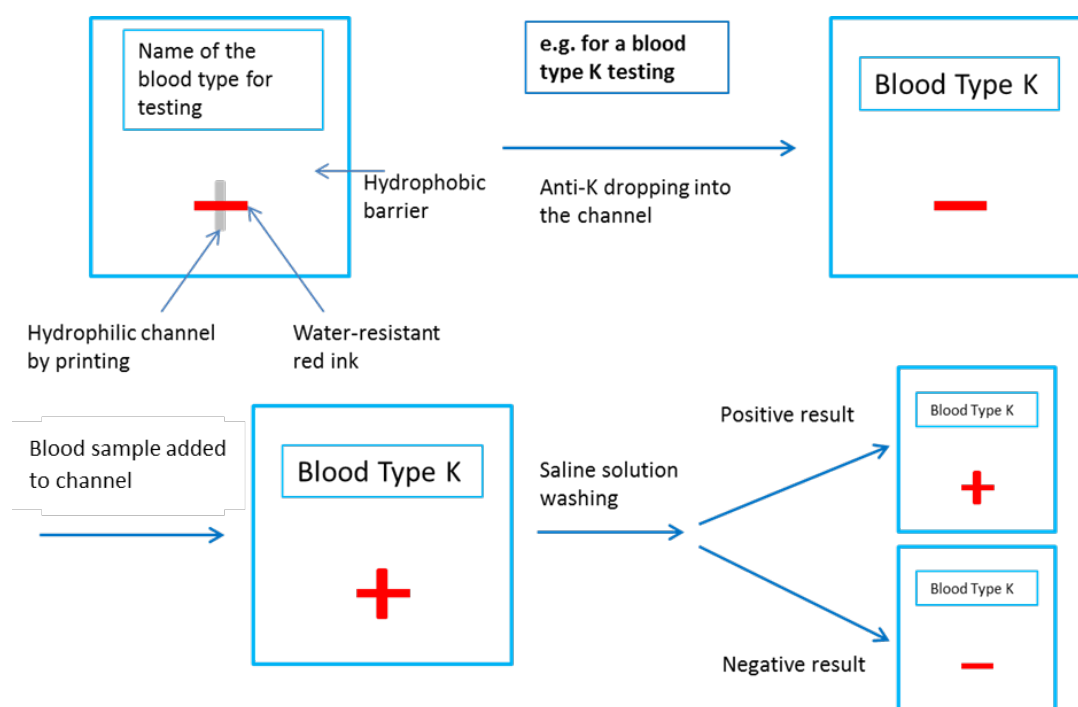 Name of the
blood type for
testing
e.g. for a blood
type K testing
Blood Type K
Hydrophobic
barrier
Anti-K dropping into
the channel
Hydrophilic channel
by printing
Water-resistant
red ink
Blood sample added
to channel
Blood Type K
Saline solution
washing
Positive result
Blood Type K
Negative result
Blood Type K